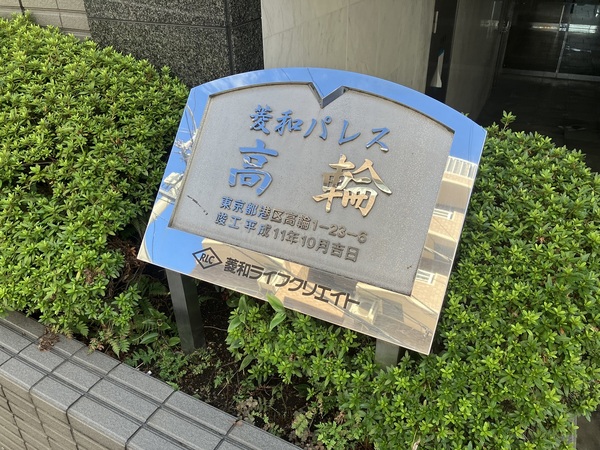 菱和パレス
高輪
東京都港区高輪1-23-6
竣工平成11年10月吉日
RLC 菱和ライフクリエイト